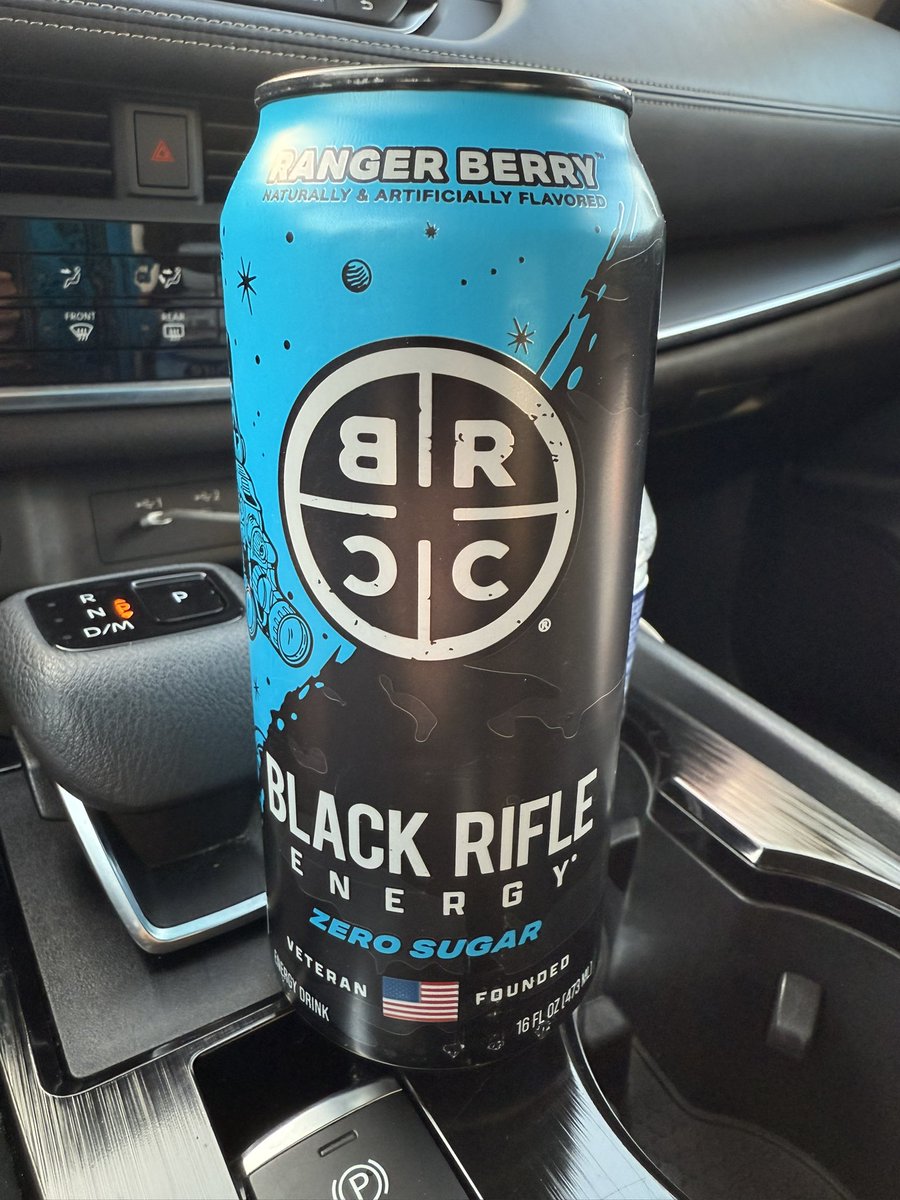 RANGER BERRY™
NATURALLY & ARTIFICIALLY FLAVORED
FRONT
REAR
B R
C C
®
R
N
D/M
P
BLACK RIFLE
ENERGY®
ZERO SUGAR
VETERAN FOUNDED
ENERGY DRINK
16 FL OZ (473 ML)
P